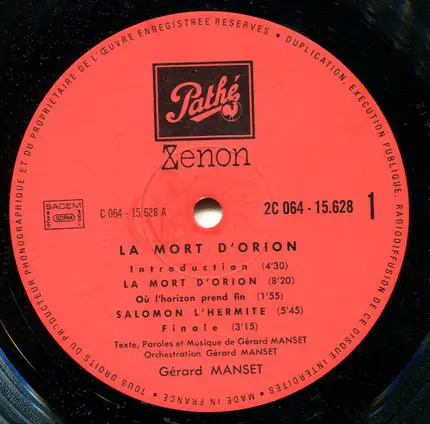 TOUS DROITS DU PRODUCTEUR PHONOGRAPHIQUE ET DU PROPRIETAIRE DE L'ŒUVRE ENREGISTREE RESERVES • DUPLICATION, EXECUTION PUBLIQUE, RADIODIFFUSION DE CE DISQUE INTERDITES • MADE IN FRANCE •
Pathé
Zenon
SACEM
SDRM
C 064 - 15.628 A
2C 064 - 15.628
1
LA MORT D'ORION
Introduction (4'30)
LA MORT D'ORION (8'20)
Où l'horizon prend fin (1'55)
SALOMON L'HERMITE (5'45)
Finale (3'15)
Texte, Paroles et Musique de Gérard MANSET
Orchestration Gérard MANSET
Gérard MANSET